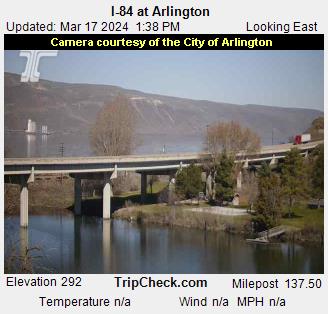 I-84 at Arlington
Updated: Mar 17 2024 1:38 PM Looking East
Camera courtesy of the City of Arlington
Elevation 292 TripCheck.com Milepost 137.50
Temperature n/a Wind n/a MPH n/a